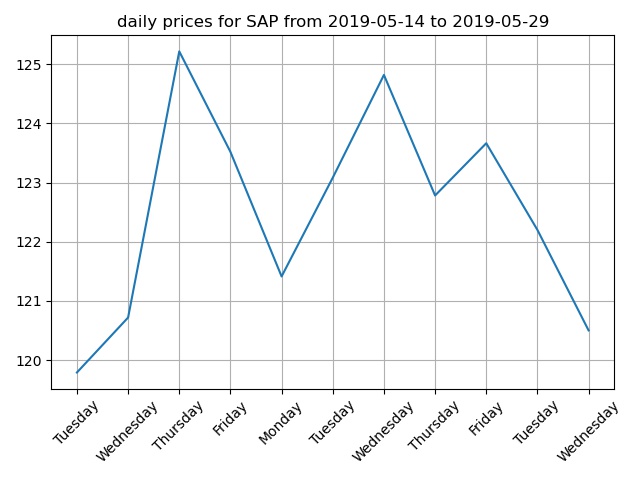 daily prices for SAP from 2019-05-14 to 2019-05-29
125
124
123
122
121
120
Tuesday
Wednesday
Thursday
Friday
Monday
Tuesday
Wednesday
Thursday
Friday
Tuesday
Wednesday